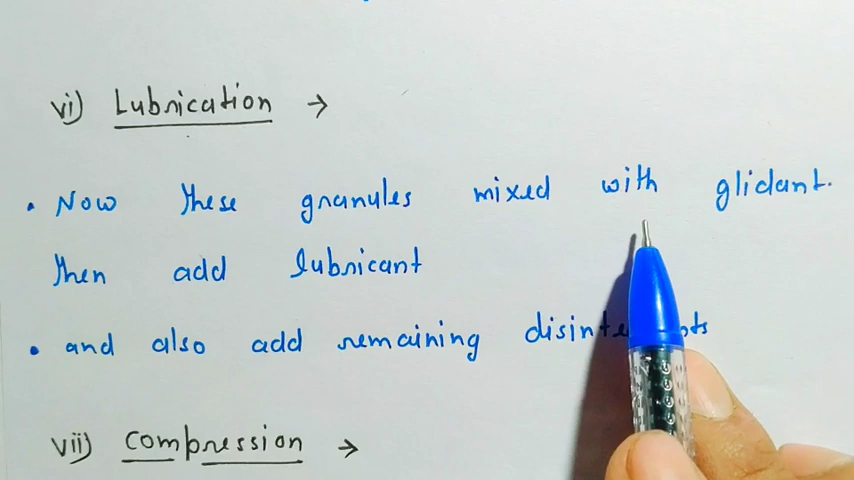 vi) Lubrication →
• Now these granules mixed with glidant.
then add lubricant
• and also add remaining
vii) compression →